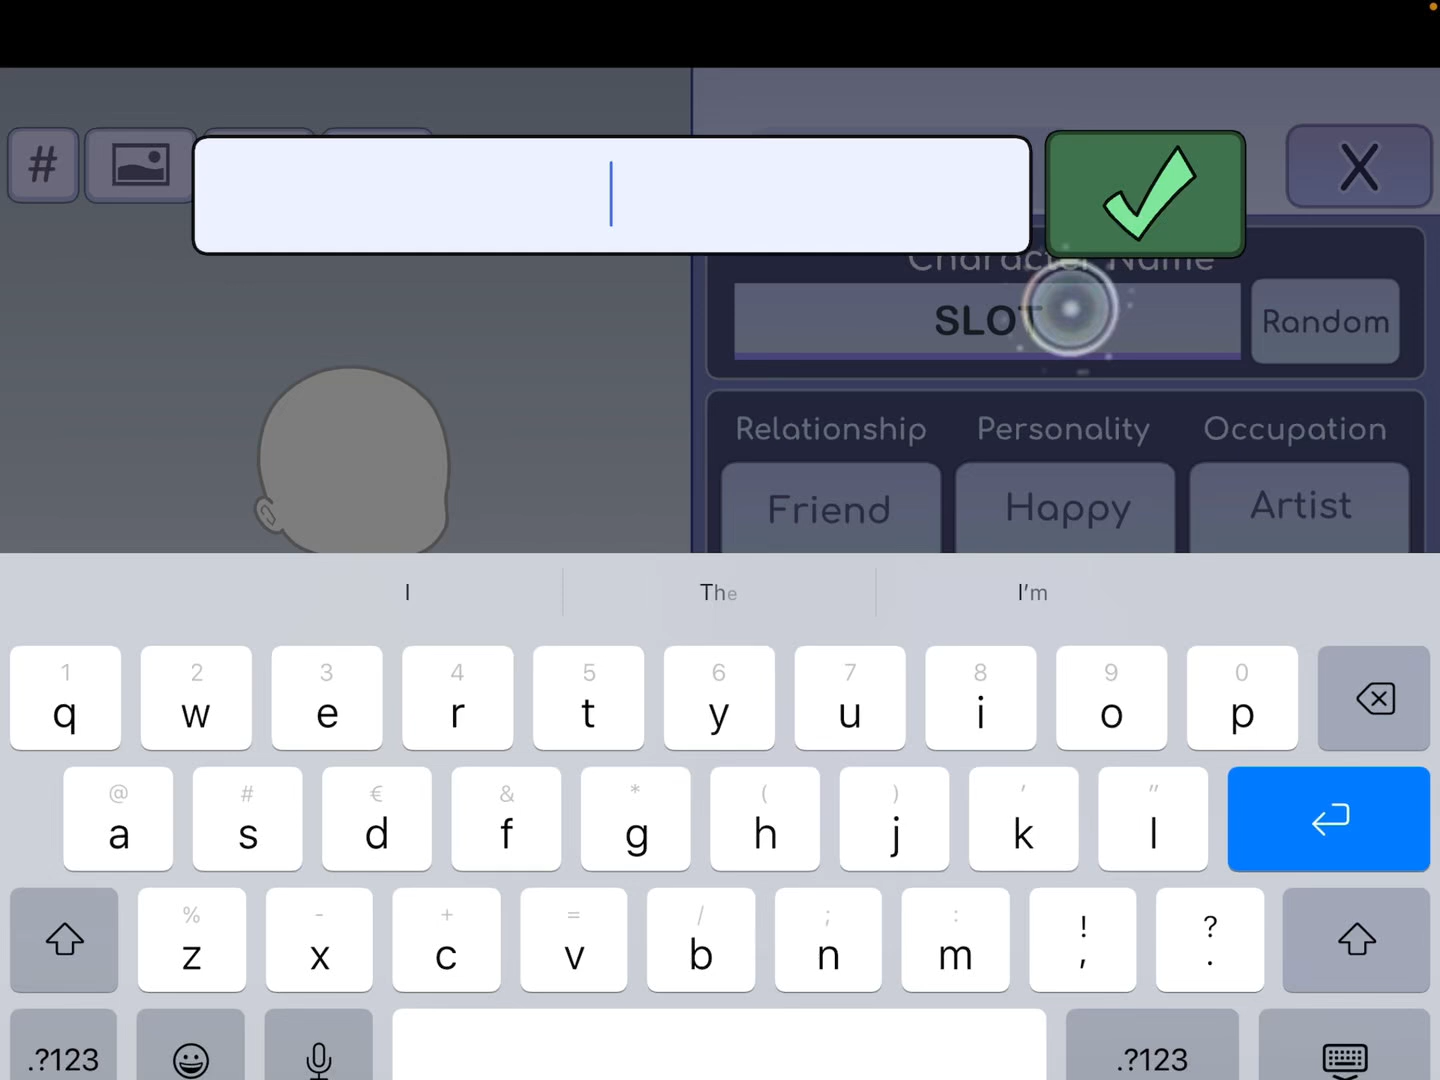 #
X
Character Name
SLOT
Random
Relationship Personality Occupation
Friend Happy Artist
I The I'm
1 2 3 4 5 6 7 8 9 0
q w e r t y u i o p
@ # € & * ( ) ' "
a s d f g h j k l
% - + = / ; : ! ?
z x c v b n m , .
.?123 .?123